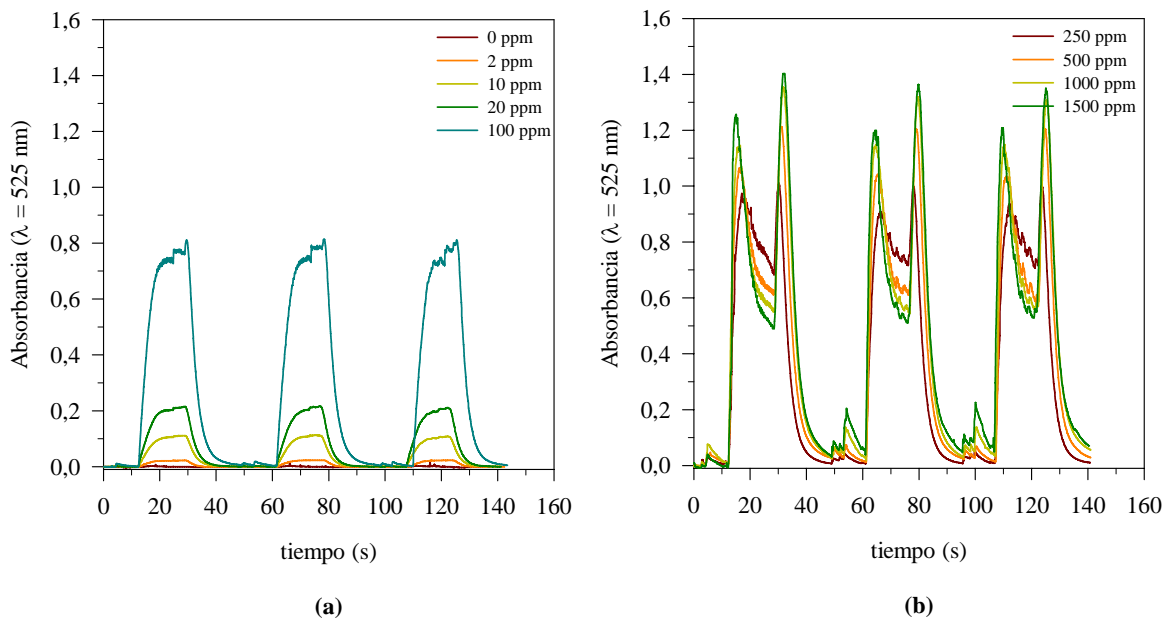 1,6
1,4
1,2
1,0
0,8
0,6
0,4
0,2
0,0
Absorbancia (λ = 525 nm)
0 ppm
2 ppm
10 ppm
20 ppm
100 ppm
0 20 40 60 80 100 120 140 160
tiempo (s)
(a)
1,6
1,4
1,2
1,0
0,8
0,6
0,4
0,2
0,0
Absorbancia (λ = 525 nm)
250 ppm
500 ppm
1000 ppm
1500 ppm
0 20 40 60 80 100 120 140 160
tiempo (s)
(b)